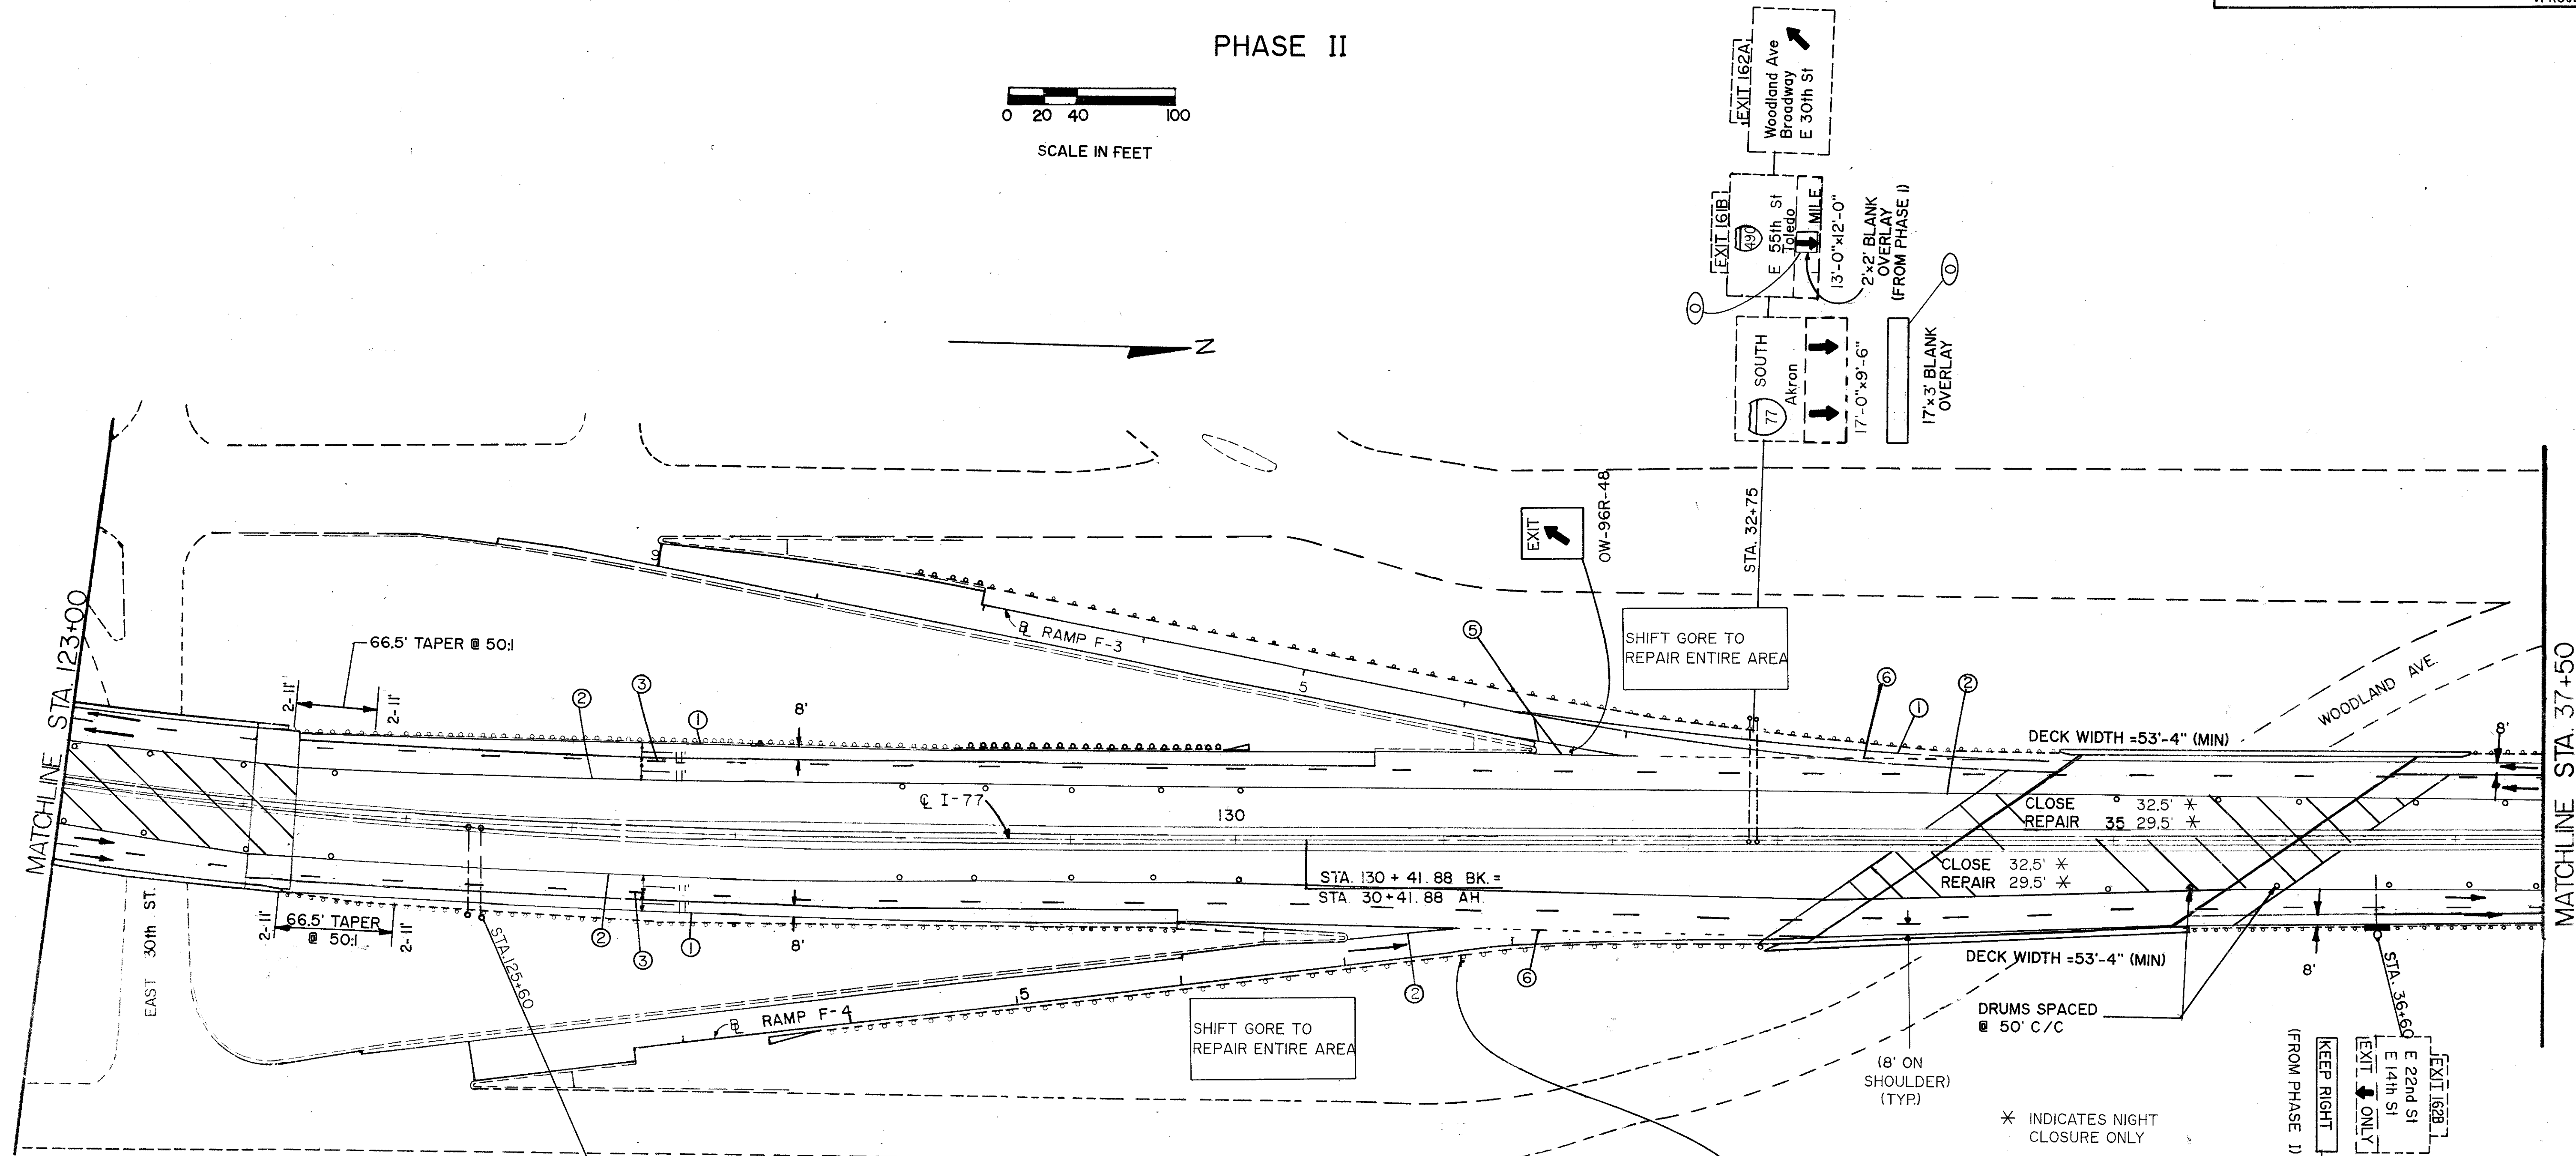 PHASE II
0 20 40 100
SCALE IN FEET
EXIT 162A
Woodland Ave
Broadway
E 30th St
EXIT 161B
490
E 55th St
Toledo
MILE
13'-0"x12'-0"
2'x2' BLANK
OVERLAY
(FROM PHASE I)
O
O
77 SOUTH
Akron
17'-0"x9'-6"
17'x3' BLANK
OVERLAY
N
STA. 32+75
EXIT
OW-96R-48
MATCHLINE STA. 123+00
MATCHLINE STA. 37+50
66.5' TAPER @ 50:1
2-11'
2-11'
2
3
1
8'
11'
11'
℄ RAMP F-3
5
5
SHIFT GORE TO
REPAIR ENTIRE AREA
6
1
2
WOODLAND AVE.
DECK WIDTH =53'-4" (MIN)
8'
℄ I-77
130
CLOSE 32.5' *
REPAIR 35 29.5' *
CLOSE 32.5' *
REPAIR 29.5' *
STA. 130 + 41.88 BK. =
STA. 30+41.88 AH.
EAST 30th ST.
2-11'
66.5' TAPER
@ 50:1
2-11'
STA.125+60
2
3
11'
1
8'
℄ RAMP F-4
5
SHIFT GORE TO
REPAIR ENTIRE AREA
2
6
DECK WIDTH =53'-4" (MIN)
DRUMS SPACED
@ 50' C/C
(8' ON
SHOULDER)
(TYP.)
8'
STA. 36+60
* INDICATES NIGHT
CLOSURE ONLY
EXIT 162B
E 22nd St
E 14th St
EXIT ONLY
KEEP RIGHT
(FROM PHASE I)